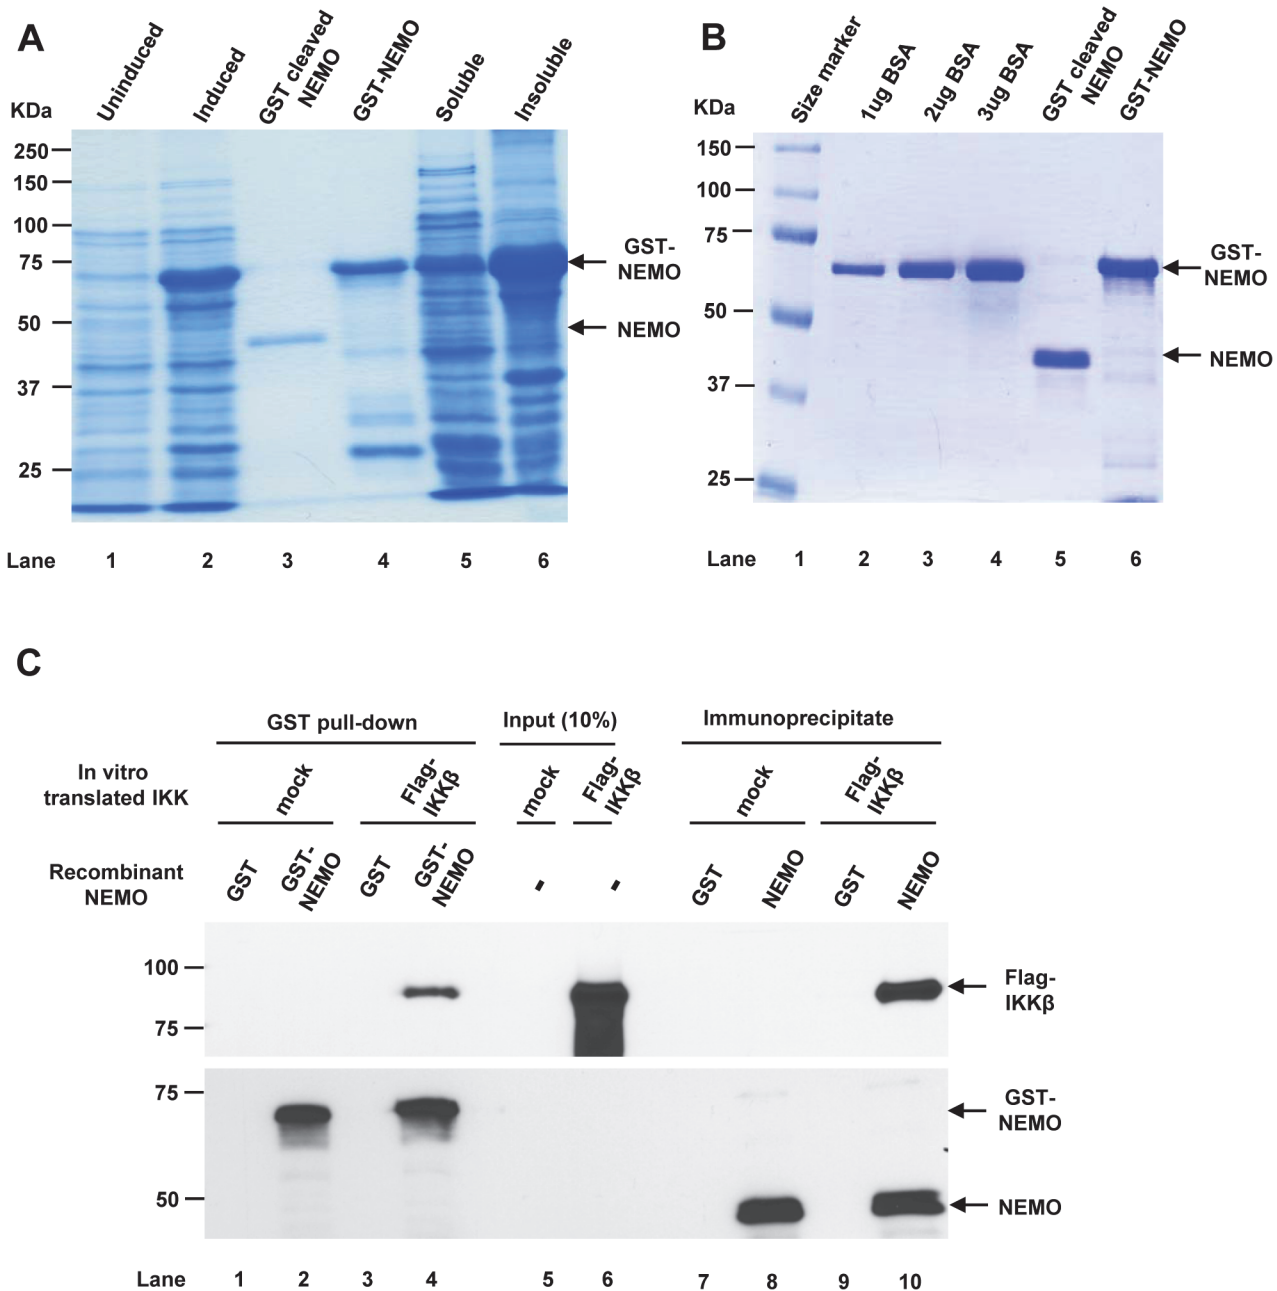 A
Uninduced
Induced
GST cleaved
NEMO
GST-NEMO
Soluble
Insoluble
KDa
250
150
100
75
50
37
25
GST-
NEMO
NEMO
Lane 1 2 3 4 5 6
B
Size marker
1ug BSA
2ug BSA
3ug BSA
GST cleaved
NEMO
GST-NEMO
KDa
150
100
75
50
37
25
GST-
NEMO
NEMO
Lane 1 2 3 4 5 6
C
GST pull-down Input (10%) Immunoprecipitate
In vitro
translated IKK
mock
Flag-
IKKβ
mock
Flag-
IKKβ
mock
Flag-
IKKβ
Recombinant
NEMO
GST
GST-
NEMO
GST
GST-
NEMO
-
-
GST
NEMO
GST
NEMO
100
75
Flag-
IKKβ
75
50
GST-
NEMO
NEMO
Lane 1 2 3 4 5 6 7 8 9 10